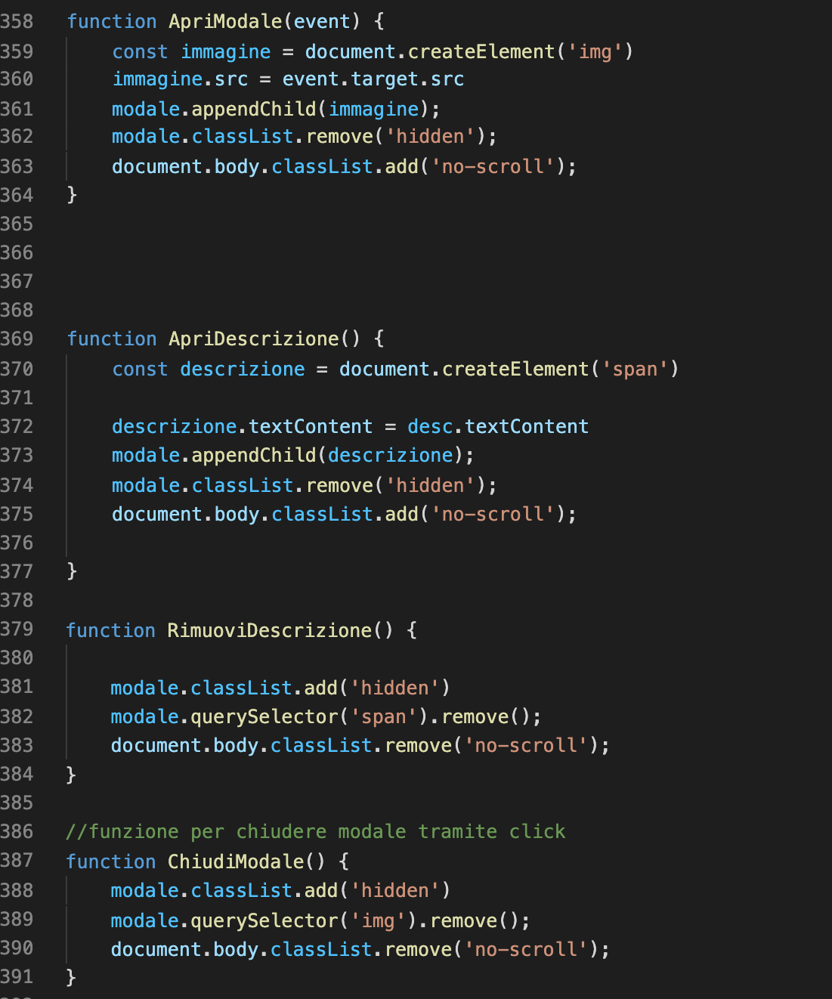 358 function ApriModale(event) {
359 const immagine = document.createElement('img')
360 immagine.src = event.target.src
361 modale.appendChild(immagine);
362 modale.classList.remove('hidden');
363 document.body.classList.add('no-scroll');
364 }
365
366
367
368
369 function ApriDescrizione() {
370 const descrizione = document.createElement('span')
371
372 descrizione.textContent = desc.textContent
373 modale.appendChild(descrizione);
374 modale.classList.remove('hidden');
375 document.body.classList.add('no-scroll');
376
377 }
378
379 function RimuoviDescrizione() {
380
381 modale.classList.add('hidden')
382 modale.querySelector('span').remove();
383 document.body.classList.remove('no-scroll');
384 }
385
386 //funzione per chiudere modale tramite click
387 function ChiudiModale() {
388 modale.classList.add('hidden')
389 modale.querySelector('img').remove();
390 document.body.classList.remove('no-scroll');
391 }